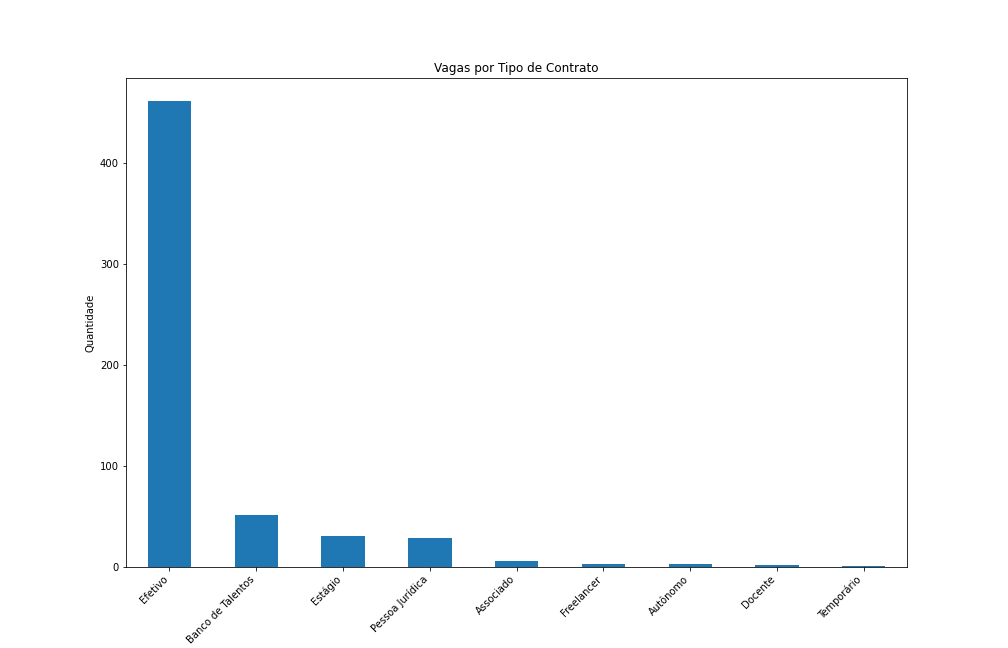 Vagas por Tipo de Contrato
Quantidade
400
300
200
100
0
Efetivo
Banco de Talentos
Estágio
Pessoa Jurídica
Associado
Freelancer
Autônomo
Docente
Temporário